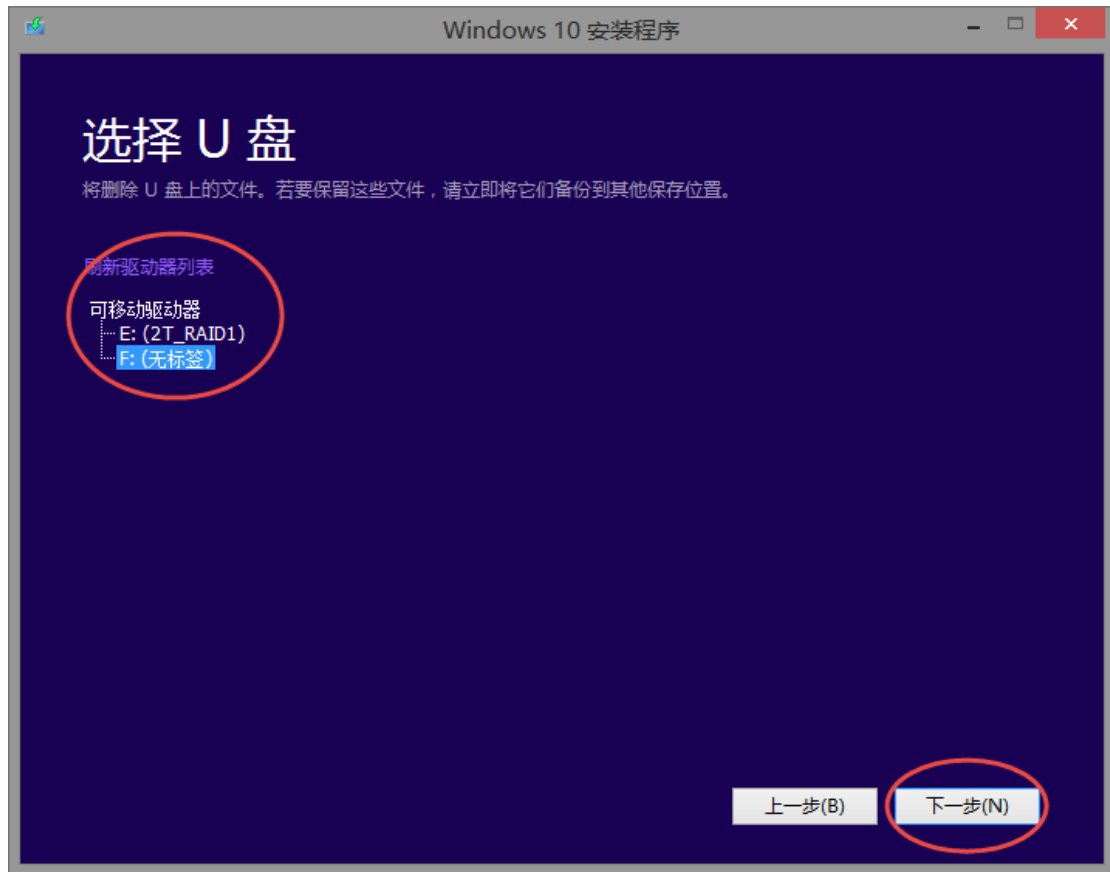 Windows 10 安装程序
选择 U 盘
将删除 U 盘上的文件。若要保留这些文件，请立即将它们备份到其他保存位置。
刷新驱动器列表
可移动驱动器
E: (2T_RAID1)
F: (无标签)
上一步(B)
下一步(N)